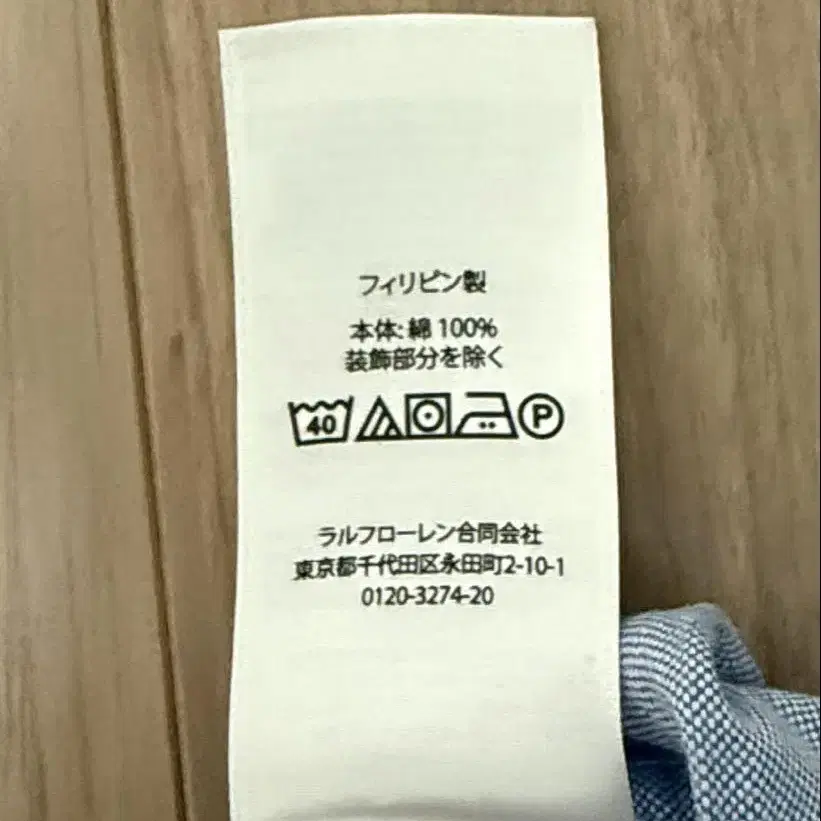 フィリピン製
本体: 綿 100%
装飾部分を除く
40 P
ラルフローレン合同会社
東京都千代田区永田町2-10-1
0120-3274-20